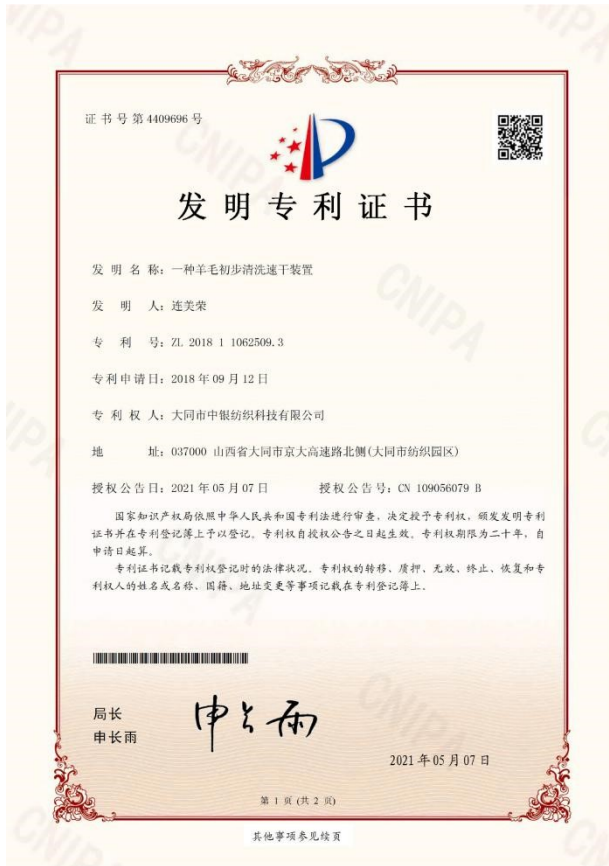 证书号第4409696号
发明专利证书
发明名称：一种羊毛初步清洗速干装置
发明人：连美荣
专利号：ZL 2018 1 1062509.3
专利申请日：2018年09月12日
专利权人：大同市中银纺织科技有限公司
地址：037000 山西省大同市京大高速路北侧(大同市纺织园区)
授权公告日：2021年05月07日 授权公告号：CN 109056079 B
国家知识产权局依照中华人民共和国专利法进行审查，决定授予专利权，颁发发明专利
证书并在专利登记簿上予以登记。专利权自授权公告之日起生效。专利权期限为二十年，自
申请日起算。
专利证书记载专利权登记时的法律状况。专利权的转移、质押、无效、终止、恢复和专
利权人的姓名或名称、国籍、地址变更等事项记载在专利登记簿上。
局长
申长雨
申长雨
2021年05月07日
第 1 页 (共 2 页)
其他事项参见续页
CNIPA
CNIPA
CNIPA
CNIPA
CNIPA
CNIPA